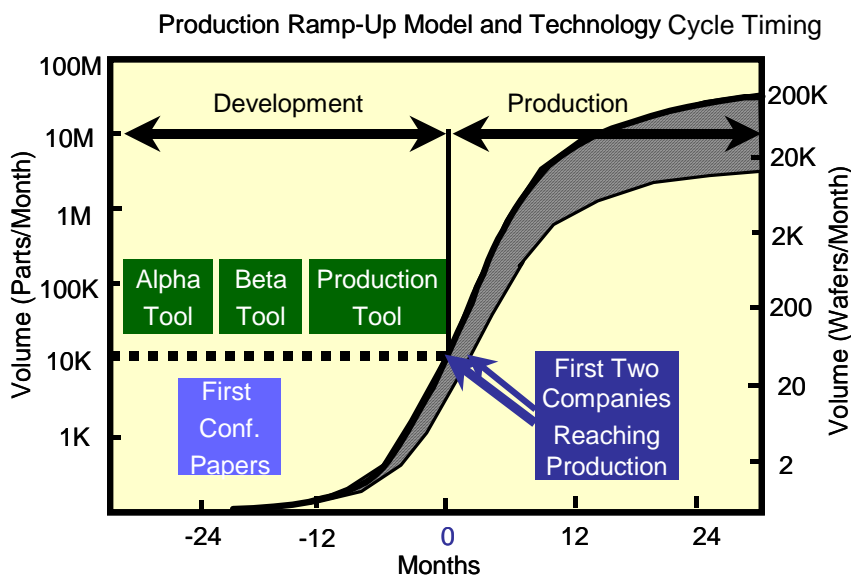 Production Ramp-Up Model and Technology Cycle Timing
Volume (Parts/Month)
100M
10M
1M
100K
10K
1K
Development
Production
Alpha
Tool
Beta
Tool
Production
Tool
First
Conf.
Papers
First Two
Companies
Reaching
Production
200K
20K
2K
200
20
2
Volume (Wafers/Month)
-24
-12
0
12
24
Months